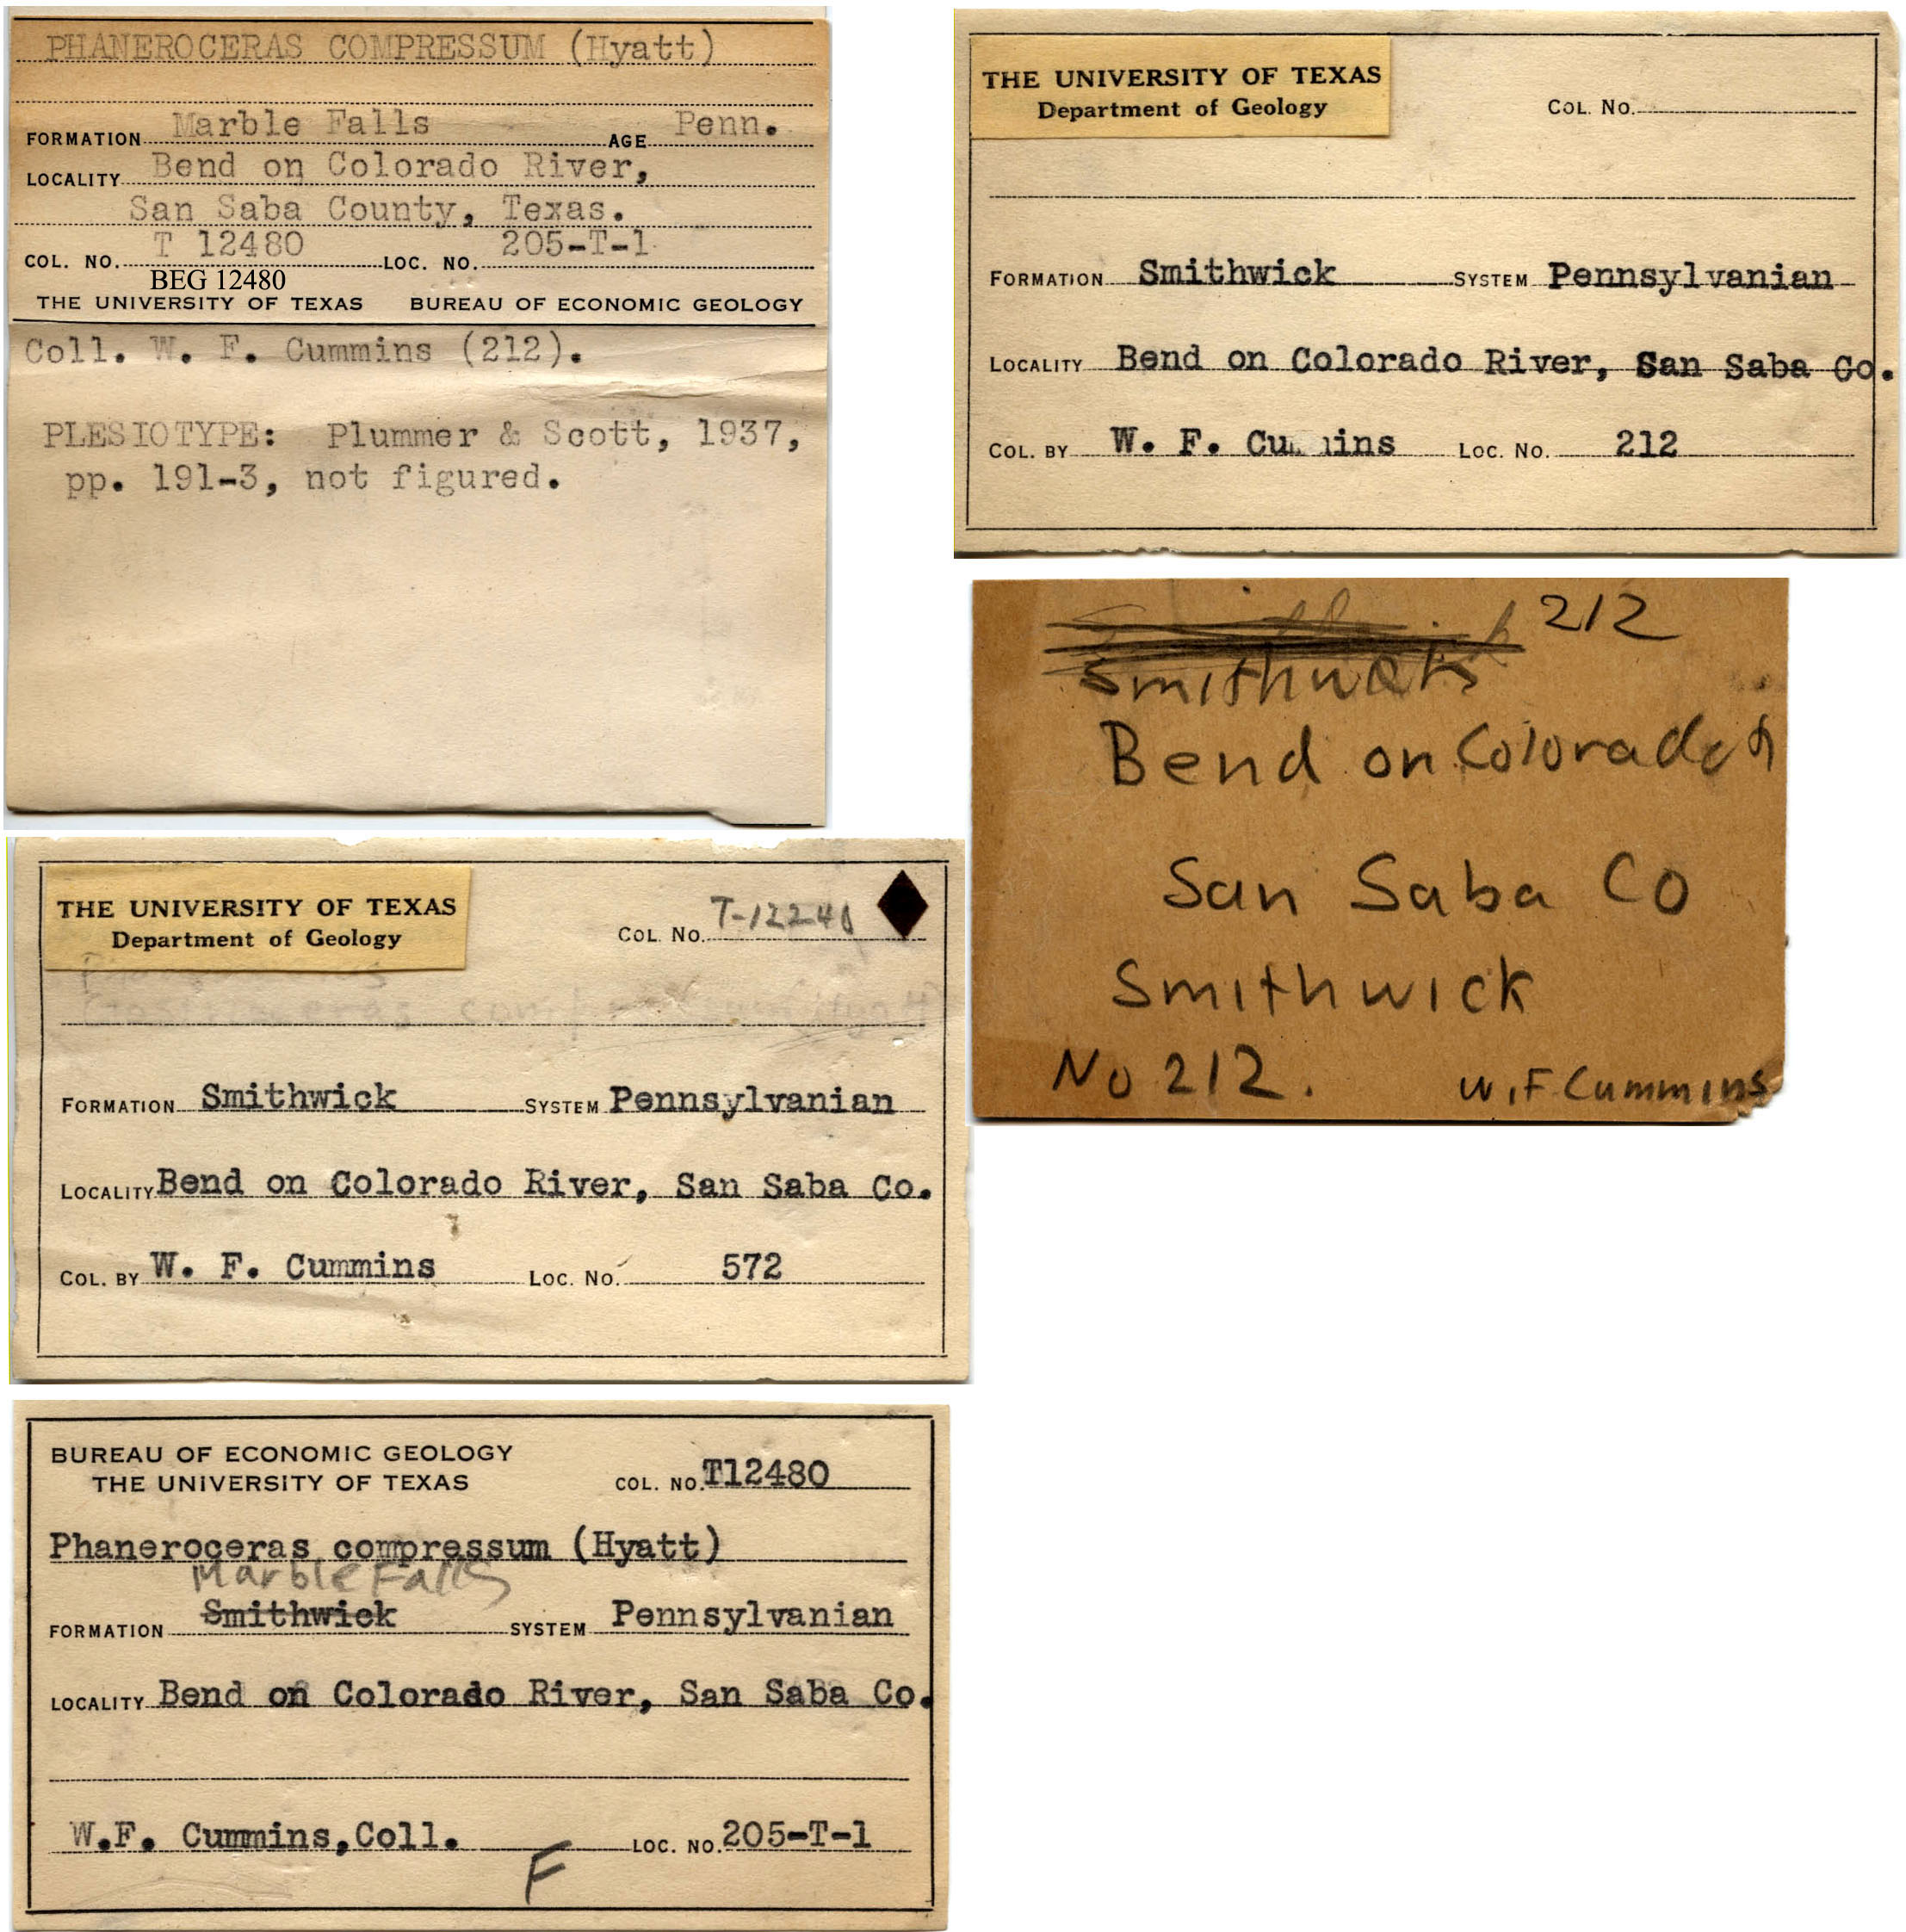 PHANEROCERAS COMPRESSUM (Hyatt)
FORMATION Marble Falls AGE Penn.
LOCALITY Bend on Colorado River,
San Saba County, Texas.
COL. NO. T 12480 LOC. NO. 205-T-1
BEG 12480
THE UNIVERSITY OF TEXAS BUREAU OF ECONOMIC GEOLOGY
Coll. W. F. Cummins (212).
PLESIOTYPE: Plummer & Scott, 1937,
pp. 191-3, not figured.
THE UNIVERSITY OF TEXAS
Department of Geology
COL. NO.
FORMATION Smithwick SYSTEM Pennsylvanian
LOCALITY Bend on Colorado River, San Saba Co.
COL. BY W. F. Cummins LOC. NO. 212
212
Smithwick
Bend on Colorado
San Saba Co
Smithwick
No 212. W.F Cummins
THE UNIVERSITY OF TEXAS
Department of Geology
COL. NO. T-12240
compressum (Hyatt)
FORMATION Smithwick SYSTEM Pennsylvanian
LOCALITY Bend on Colorado River, San Saba Co.
COL. BY W. F. Cummins LOC. NO. 572
BUREAU OF ECONOMIC GEOLOGY
THE UNIVERSITY OF TEXAS
COL. NO. T12480
Phaneroceras compressum (Hyatt)
Marble Falls
FORMATION Smithwick SYSTEM Pennsylvanian
LOCALITY Bend on Colorado River, San Saba Co.
W.F. Cummins, Coll. LOC. NO. 205-T-1
F